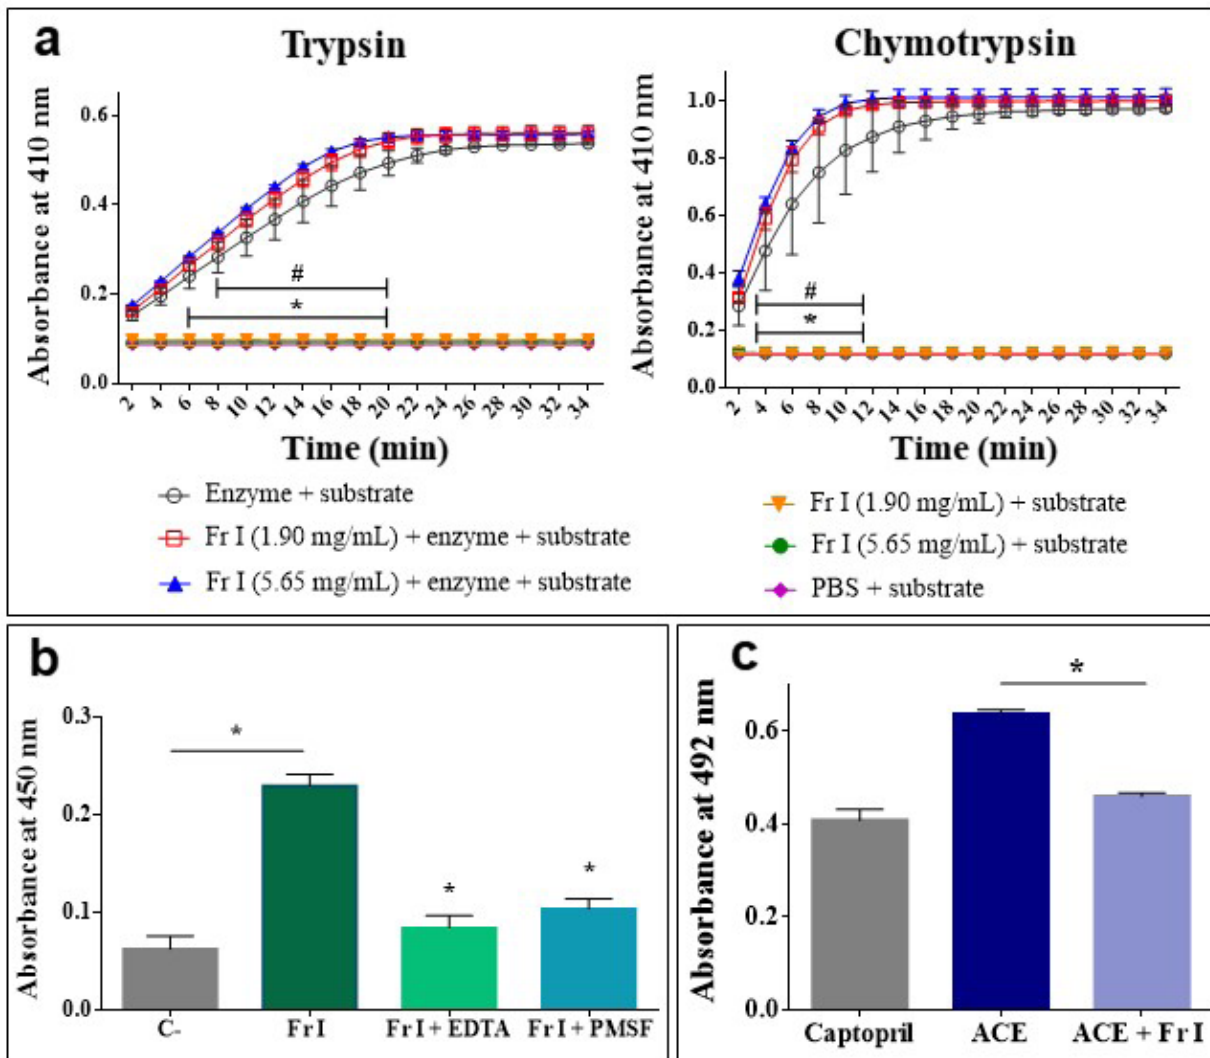 a
Trypsin
Absorbance at 410 nm
0.6
0.4
0.2
0.0
#
*
2 4 6 8 10 12 14 16 18 20 22 24 26 28 30 32 34
Time (min)
Chymotrypsin
Absorbance at 410 nm
1.0
0.8
0.6
0.4
0.2
0.0
#
*
2 4 6 8 10 12 14 16 18 20 22 24 26 28 30 32 34
Time (min)
Enzyme + substrate
Fr I (1.90 mg/mL) + enzyme + substrate
Fr I (5.65 mg/mL) + enzyme + substrate
Fr I (1.90 mg/mL) + substrate
Fr I (5.65 mg/mL) + substrate
PBS + substrate
b
Absorbance at 450 nm
0.3
0.2
0.1
0.0
*
*
*
C- Fr I Fr I + EDTA Fr I + PMSF
c
Absorbance at 492 nm
0.6
0.4
0.2
0.0
*
Captopril ACE ACE + Fr I